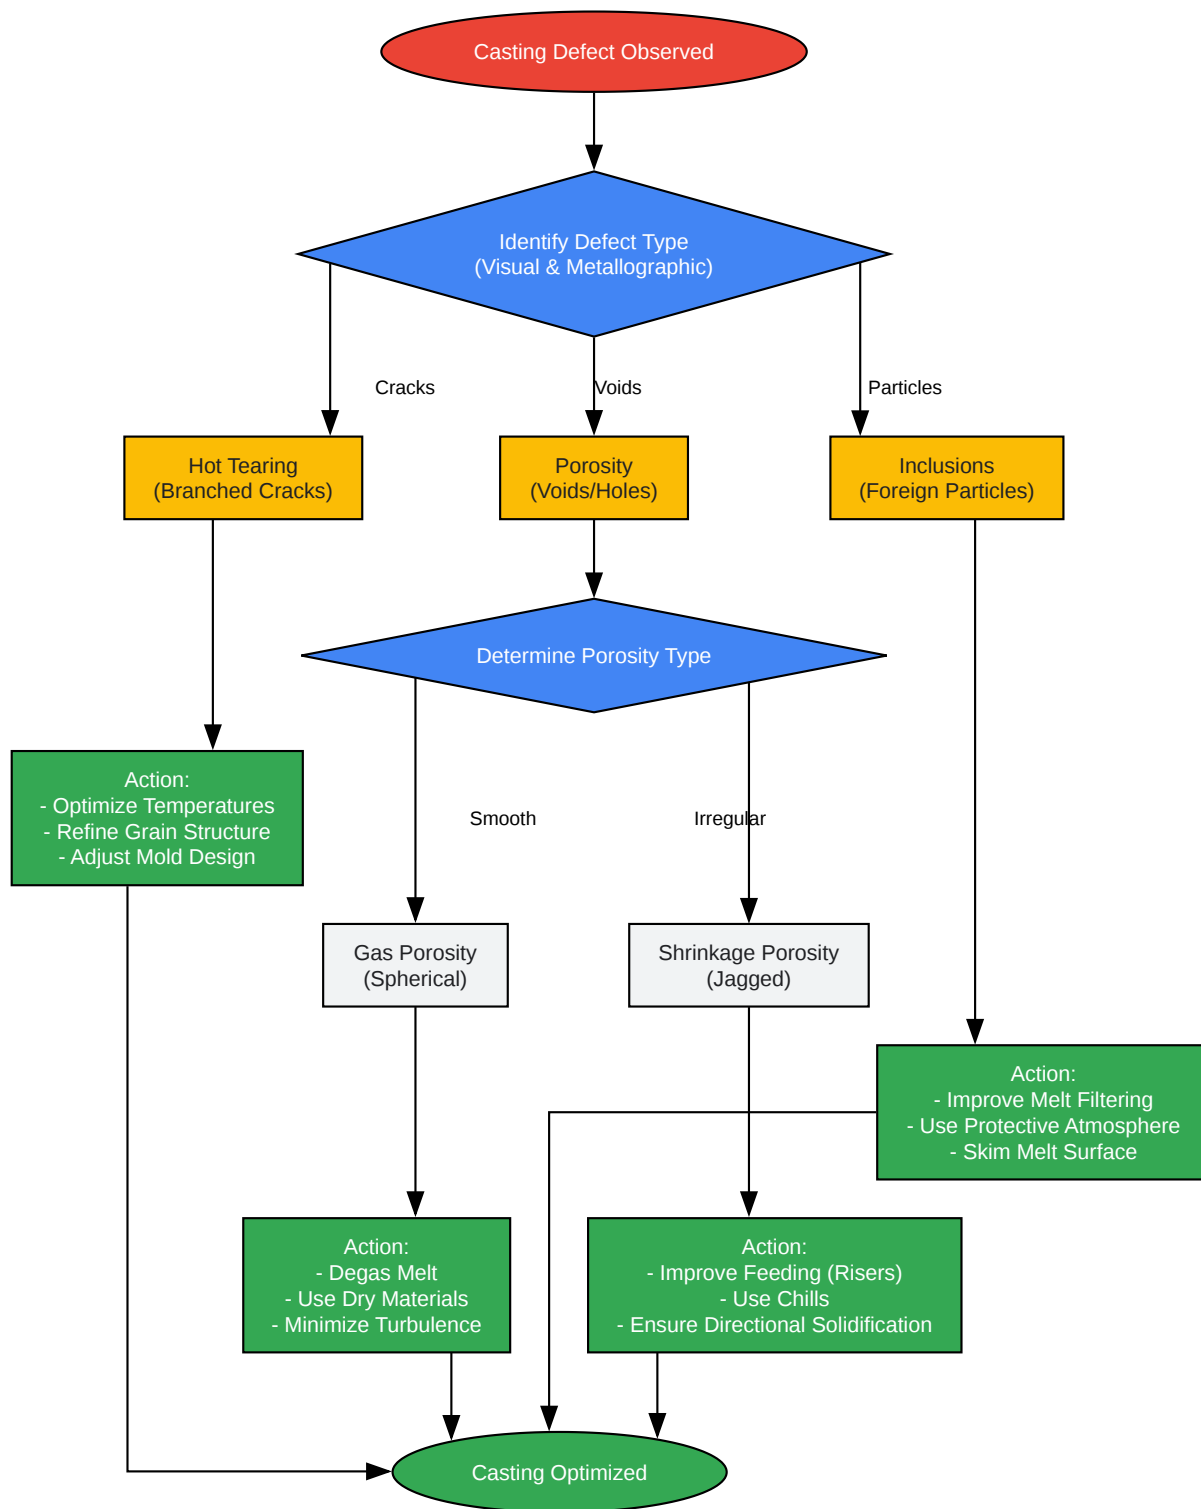 Casting Defect Observed
Identify Defect Type
(Visual & Metallographic)
Cracks
Voids
Particles
Hot Tearing
(Branched Cracks)
Porosity
(Voids/Holes)
Inclusions
(Foreign Particles)
Determine Porosity Type
Action:
- Optimize Temperatures
- Refine Grain Structure
- Adjust Mold Design
Smooth
Irregular
Gas Porosity
(Spherical)
Shrinkage Porosity
(Jagged)
Action:
- Improve Melt Filtering
- Use Protective Atmosphere
- Skim Melt Surface
Action:
- Degas Melt
- Use Dry Materials
- Minimize Turbulence
Action:
- Improve Feeding (Risers)
- Use Chills
- Ensure Directional Solidification
Casting Optimized